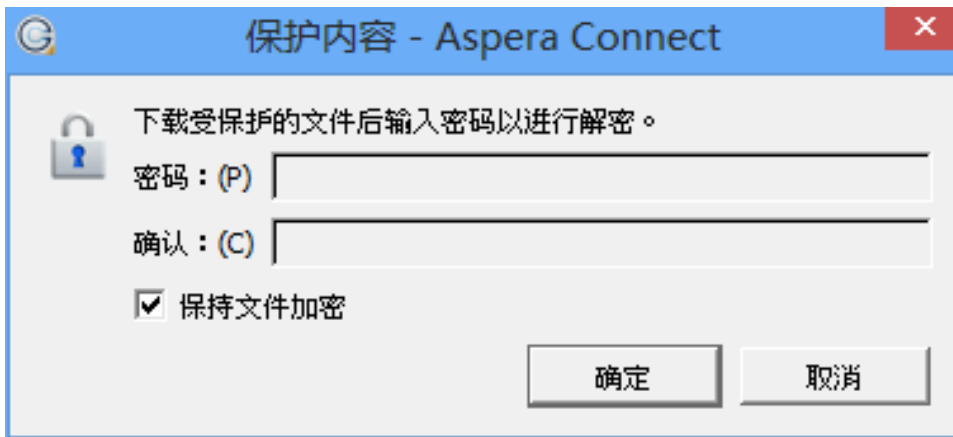 保护内容 - Aspera Connect
下载受保护的文件后输入密码以进行解密。
密码：(P)
确认：(C)
保持文件加密
确定
取消